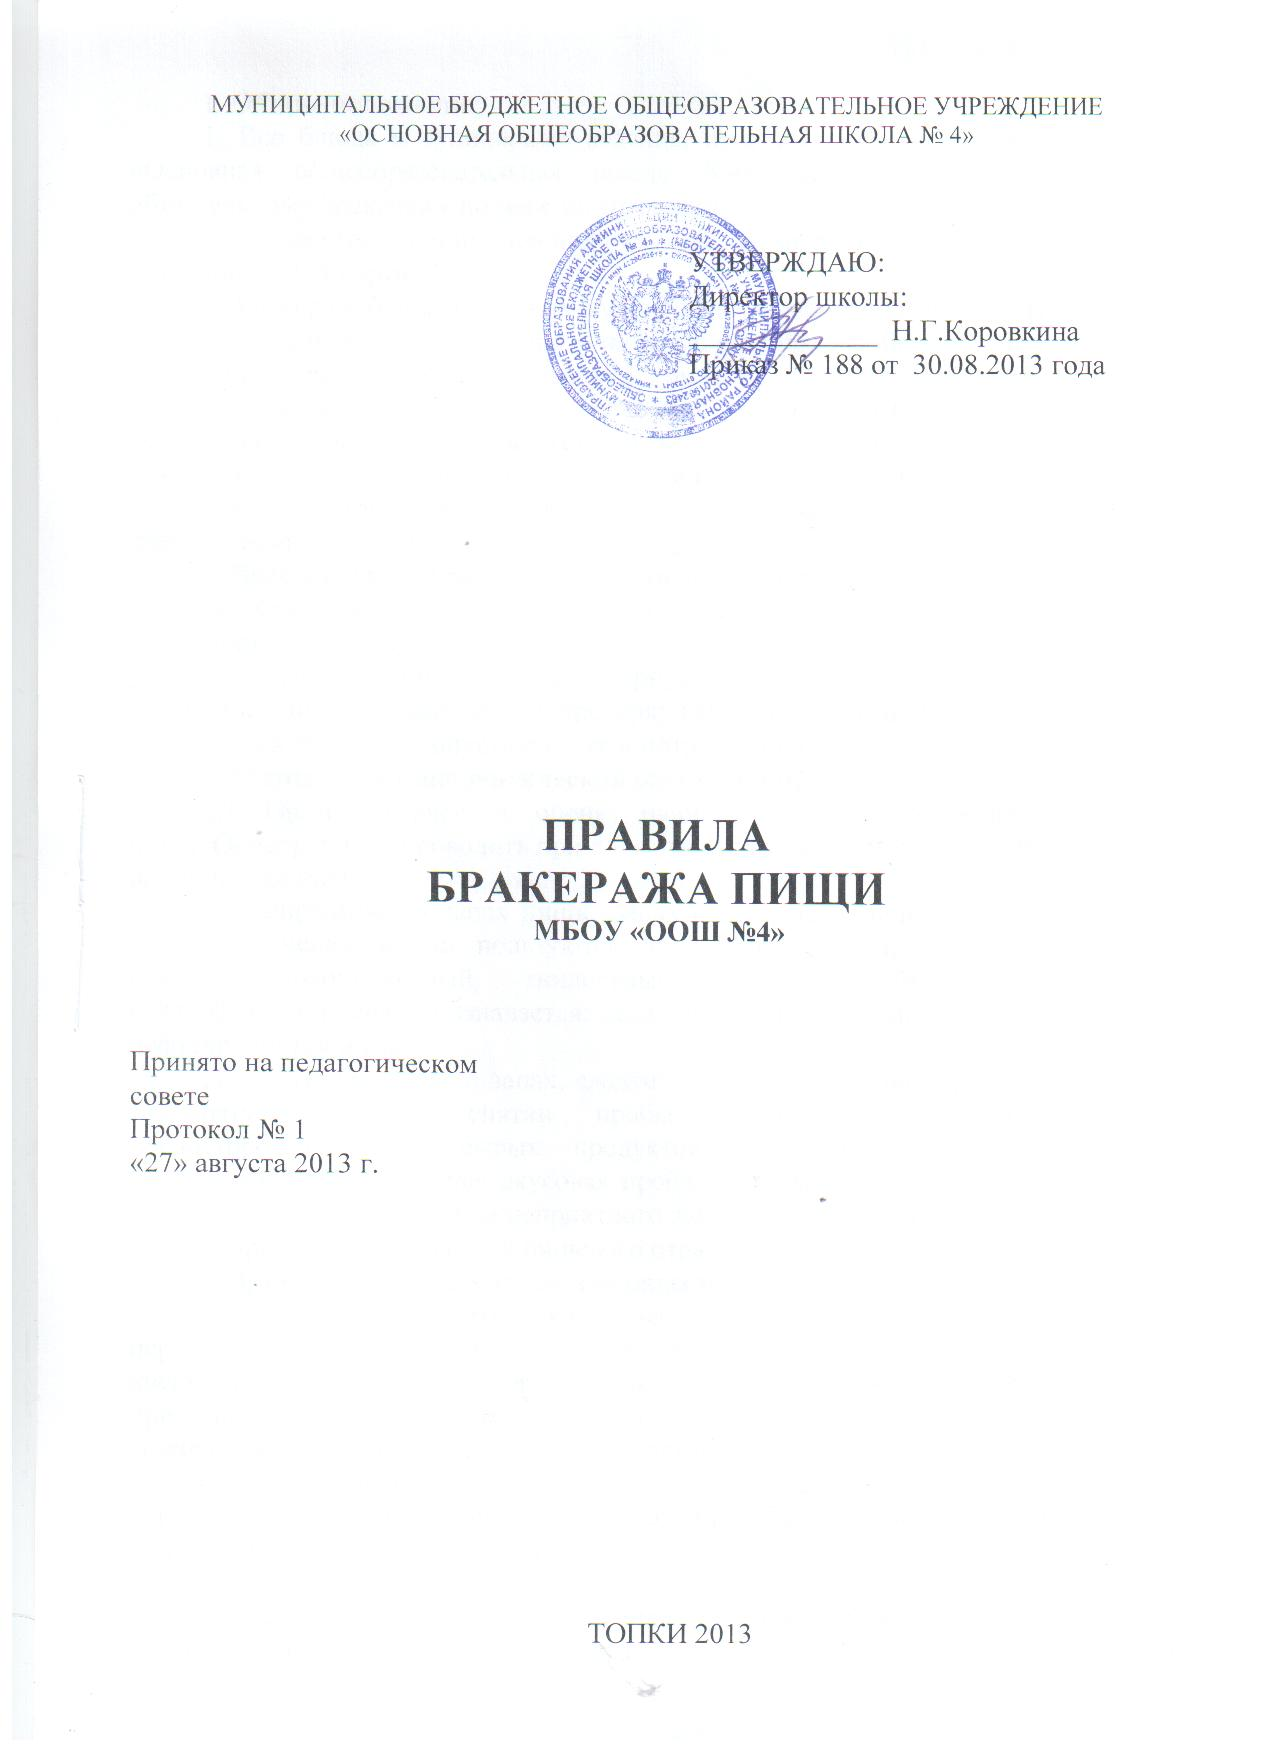 МУНИЦИПАЛЬНОЕ БЮДЖЕТНОЕ ОБЩЕОБРАЗОВАТЕЛЬНОЕ УЧРЕЖДЕНИЕ
«ОСНОВНАЯ ОБЩЕОБРАЗОВАТЕЛЬНАЯ ШКОЛА № 4»
УТВЕРЖДАЮ:
Директор школы:
_____________ Н.Г.Коровкина
Приказ № 188 от 30.08.2013 года
ПРАВИЛА
БРАКЕРАЖА ПИЩИ
МБОУ «ООШ №4»
Принято на педагогическом
совете
Протокол № 1
«27» августа 2013 г.
ТОПКИ 2013